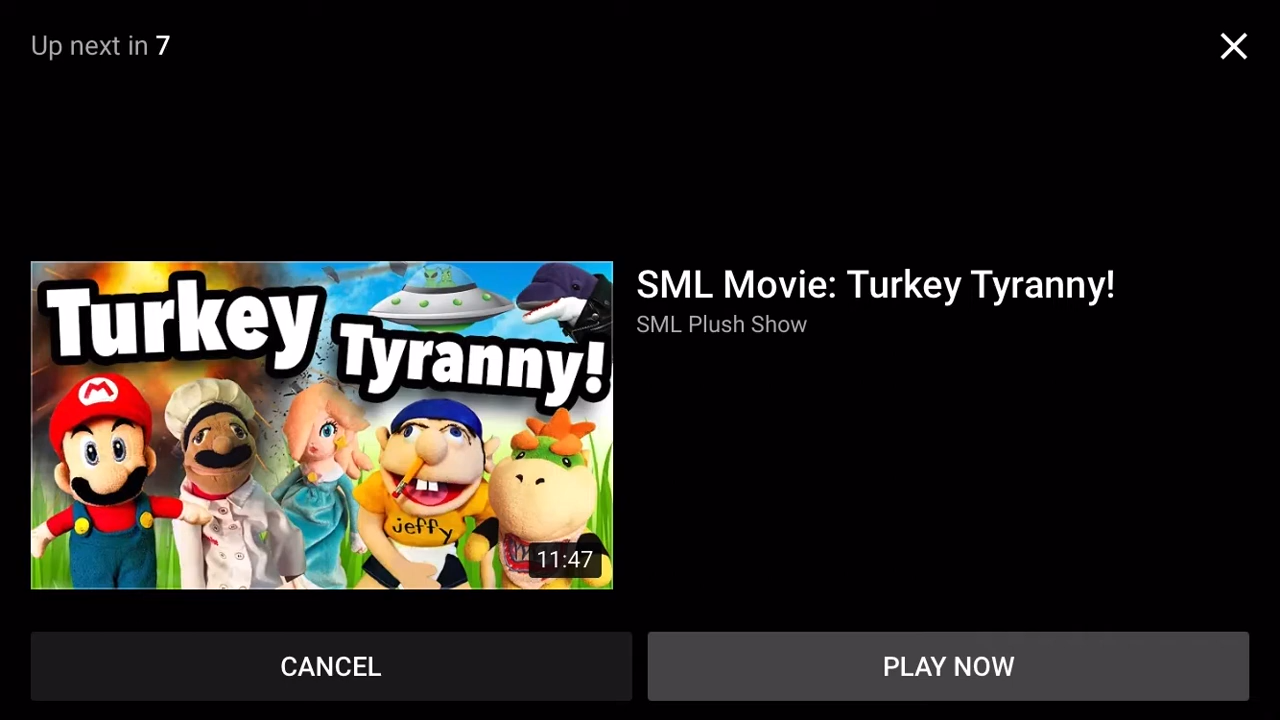 Up next in 7
SML Movie: Turkey Tyranny!
SML Plush Show
Turkey
Tyranny!
M
jeffy
11:47
CANCEL
PLAY NOW